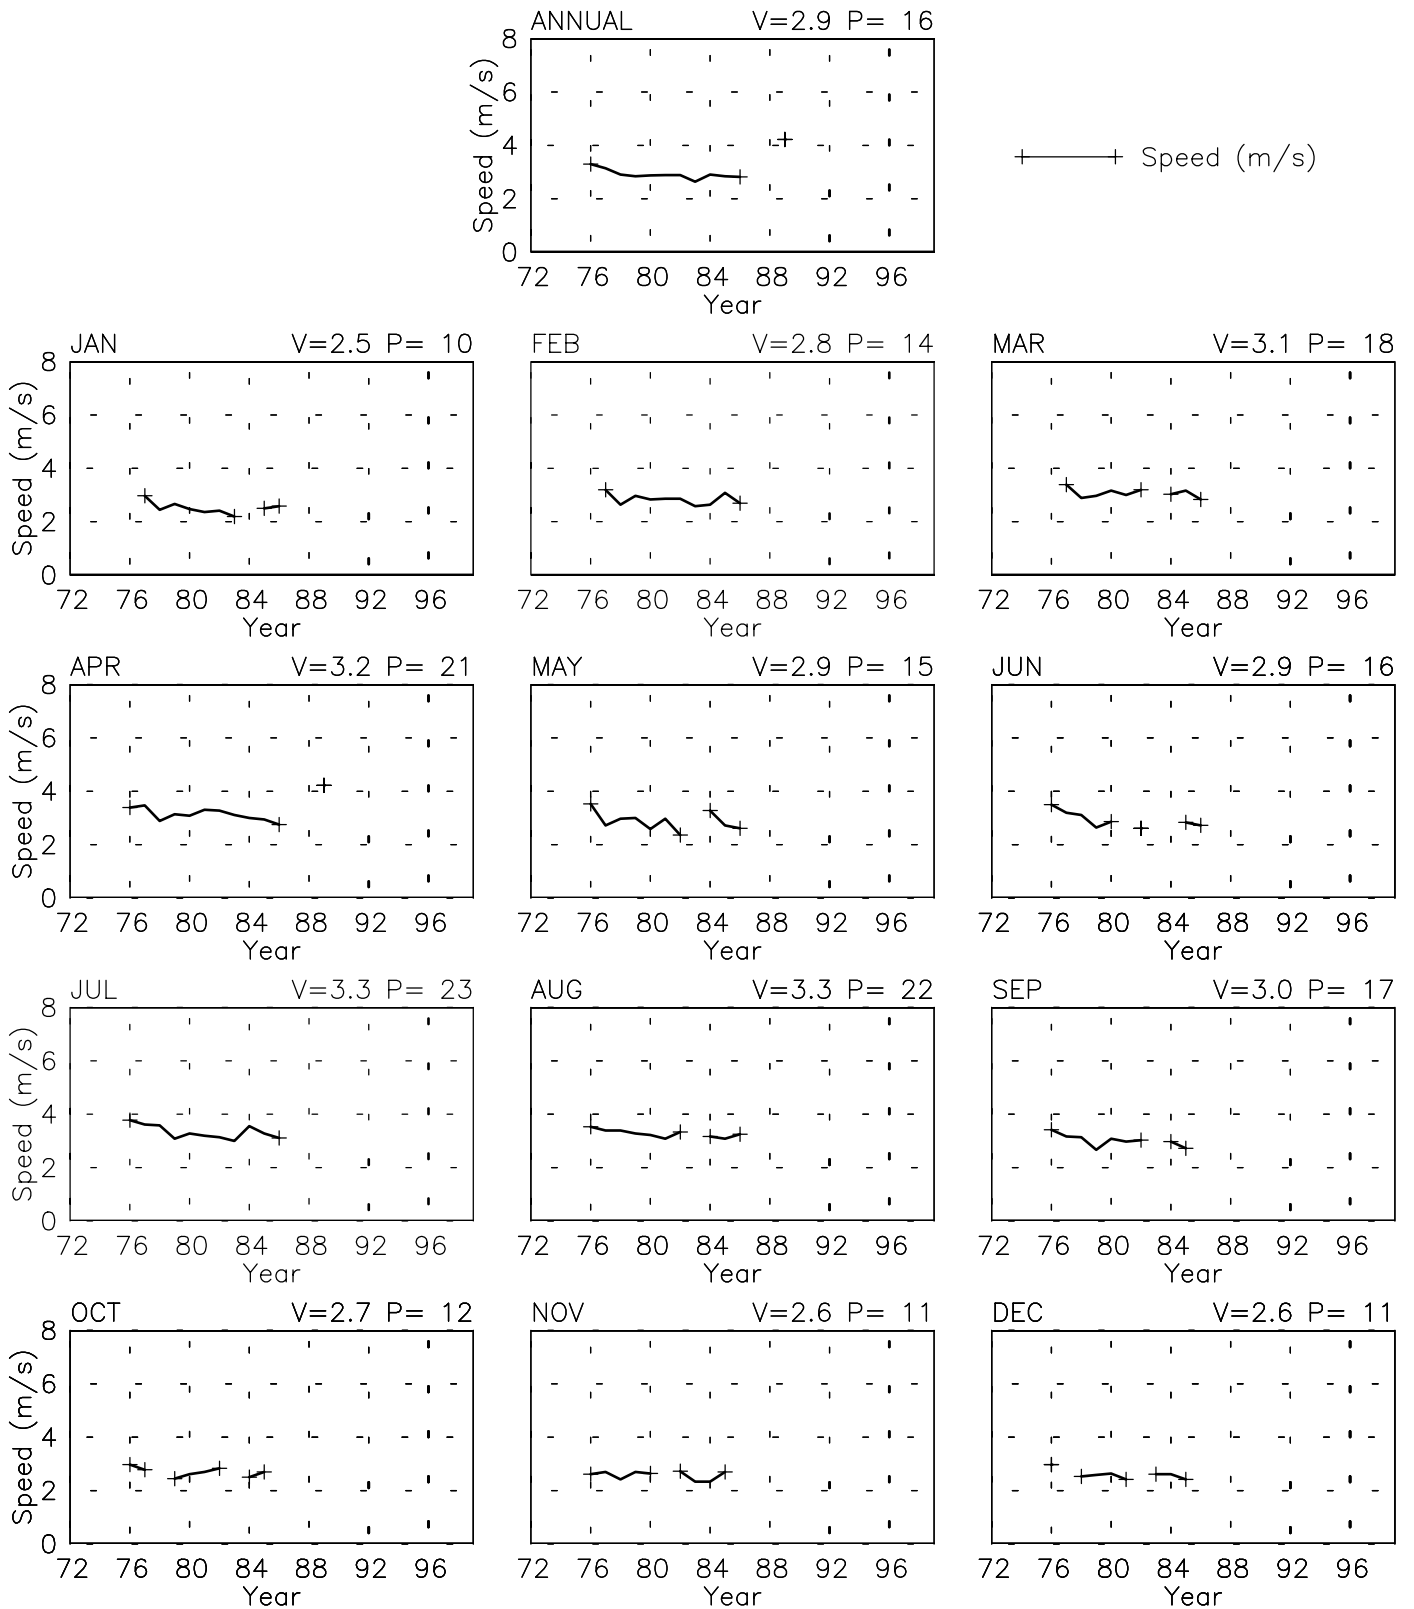 ANNUAL V=2.9 P= 16
8
6
4
2
0
Speed (m/s)
72 76 80 84 88 92 96
Year
Speed (m/s)
JAN V=2.5 P= 10
8
6
4
2
0
Speed (m/s)
72 76 80 84 88 92 96
Year
FEB V=2.8 P= 14
72 76 80 84 88 92 96
Year
MAR V=3.1 P= 18
72 76 80 84 88 92 96
Year
APR V=3.2 P= 21
8
6
4
2
0
Speed (m/s)
72 76 80 84 88 92 96
Year
MAY V=2.9 P= 15
72 76 80 84 88 92 96
Year
JUN V=2.9 P= 16
72 76 80 84 88 92 96
Year
JUL V=3.3 P= 23
8
6
4
2
0
Speed (m/s)
72 76 80 84 88 92 96
Year
AUG V=3.3 P= 22
72 76 80 84 88 92 96
Year
SEP V=3.0 P= 17
72 76 80 84 88 92 96
Year
OCT V=2.7 P= 12
8
6
4
2
0
Speed (m/s)
72 76 80 84 88 92 96
Year
NOV V=2.6 P= 11
72 76 80 84 88 92 96
Year
DEC V=2.6 P= 11
72 76 80 84 88 92 96
Year